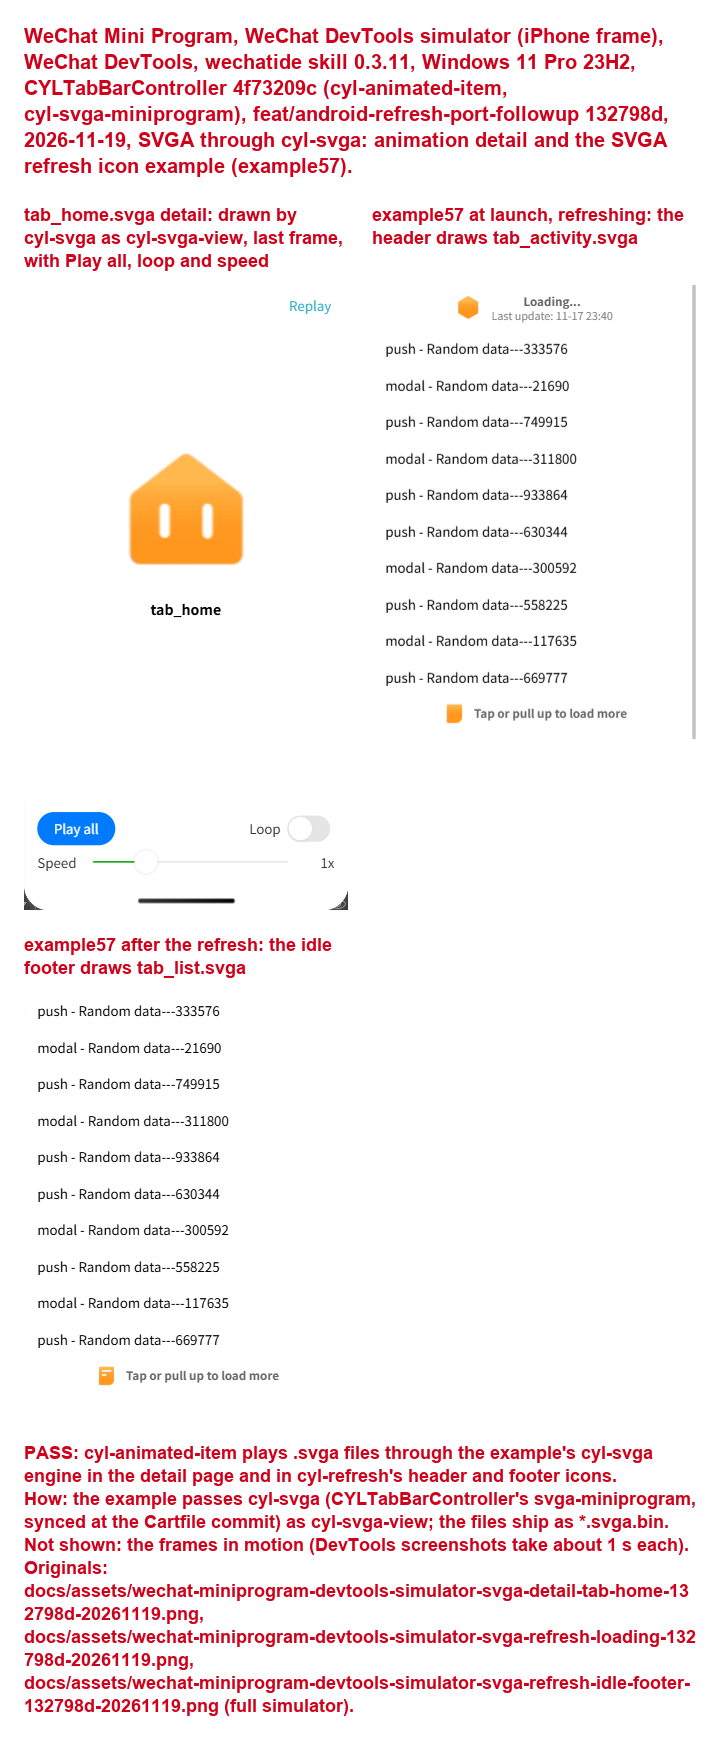 WeChat Mini Program, WeChat DevTools simulator (iPhone frame),
WeChat DevTools, wechatide skill 0.3.11, Windows 11 Pro 23H2,
CYLTabBarController 4f73209c (cyl-animated-item,
cyl-svga-miniprogram), feat/android-refresh-port-followup 132798d,
2026-11-19, SVGA through cyl-svga: animation detail and the SVGA
refresh icon example (example57).
tab_home.svga detail: drawn by
cyl-svga as cyl-svga-view, last frame,
with Play all, loop and speed
Replay
tab_home
Play all
Loop
Speed
1x
example57 at launch, refreshing: the
header draws tab_activity.svga
Loading...
Last update: 11-17 23:40
push - Random data---333576
modal - Random data---21690
push - Random data---749915
modal - Random data---311800
push - Random data---933864
push - Random data---630344
modal - Random data---300592
push - Random data---558225
modal - Random data---117635
push - Random data---669777
Tap or pull up to load more
example57 after the refresh: the idle
footer draws tab_list.svga
push - Random data---333576
modal - Random data---21690
push - Random data---749915
modal - Random data---311800
push - Random data---933864
push - Random data---630344
modal - Random data---300592
push - Random data---558225
modal - Random data---117635
push - Random data---669777
Tap or pull up to load more
PASS: cyl-animated-item plays .svga files through the example's cyl-svga
engine in the detail page and in cyl-refresh's header and footer icons.
How: the example passes cyl-svga (CYLTabBarController's svga-miniprogram,
synced at the Cartfile commit) as cyl-svga-view; the files ship as *.svga.bin.
Not shown: the frames in motion (DevTools screenshots take about 1 s each).
Originals:
docs/assets/wechat-miniprogram-devtools-simulator-svga-detail-tab-home-13
2798d-20261119.png,
docs/assets/wechat-miniprogram-devtools-simulator-svga-refresh-loading-132
798d-20261119.png,
docs/assets/wechat-miniprogram-devtools-simulator-svga-refresh-idle-footer-
132798d-20261119.png (full simulator).